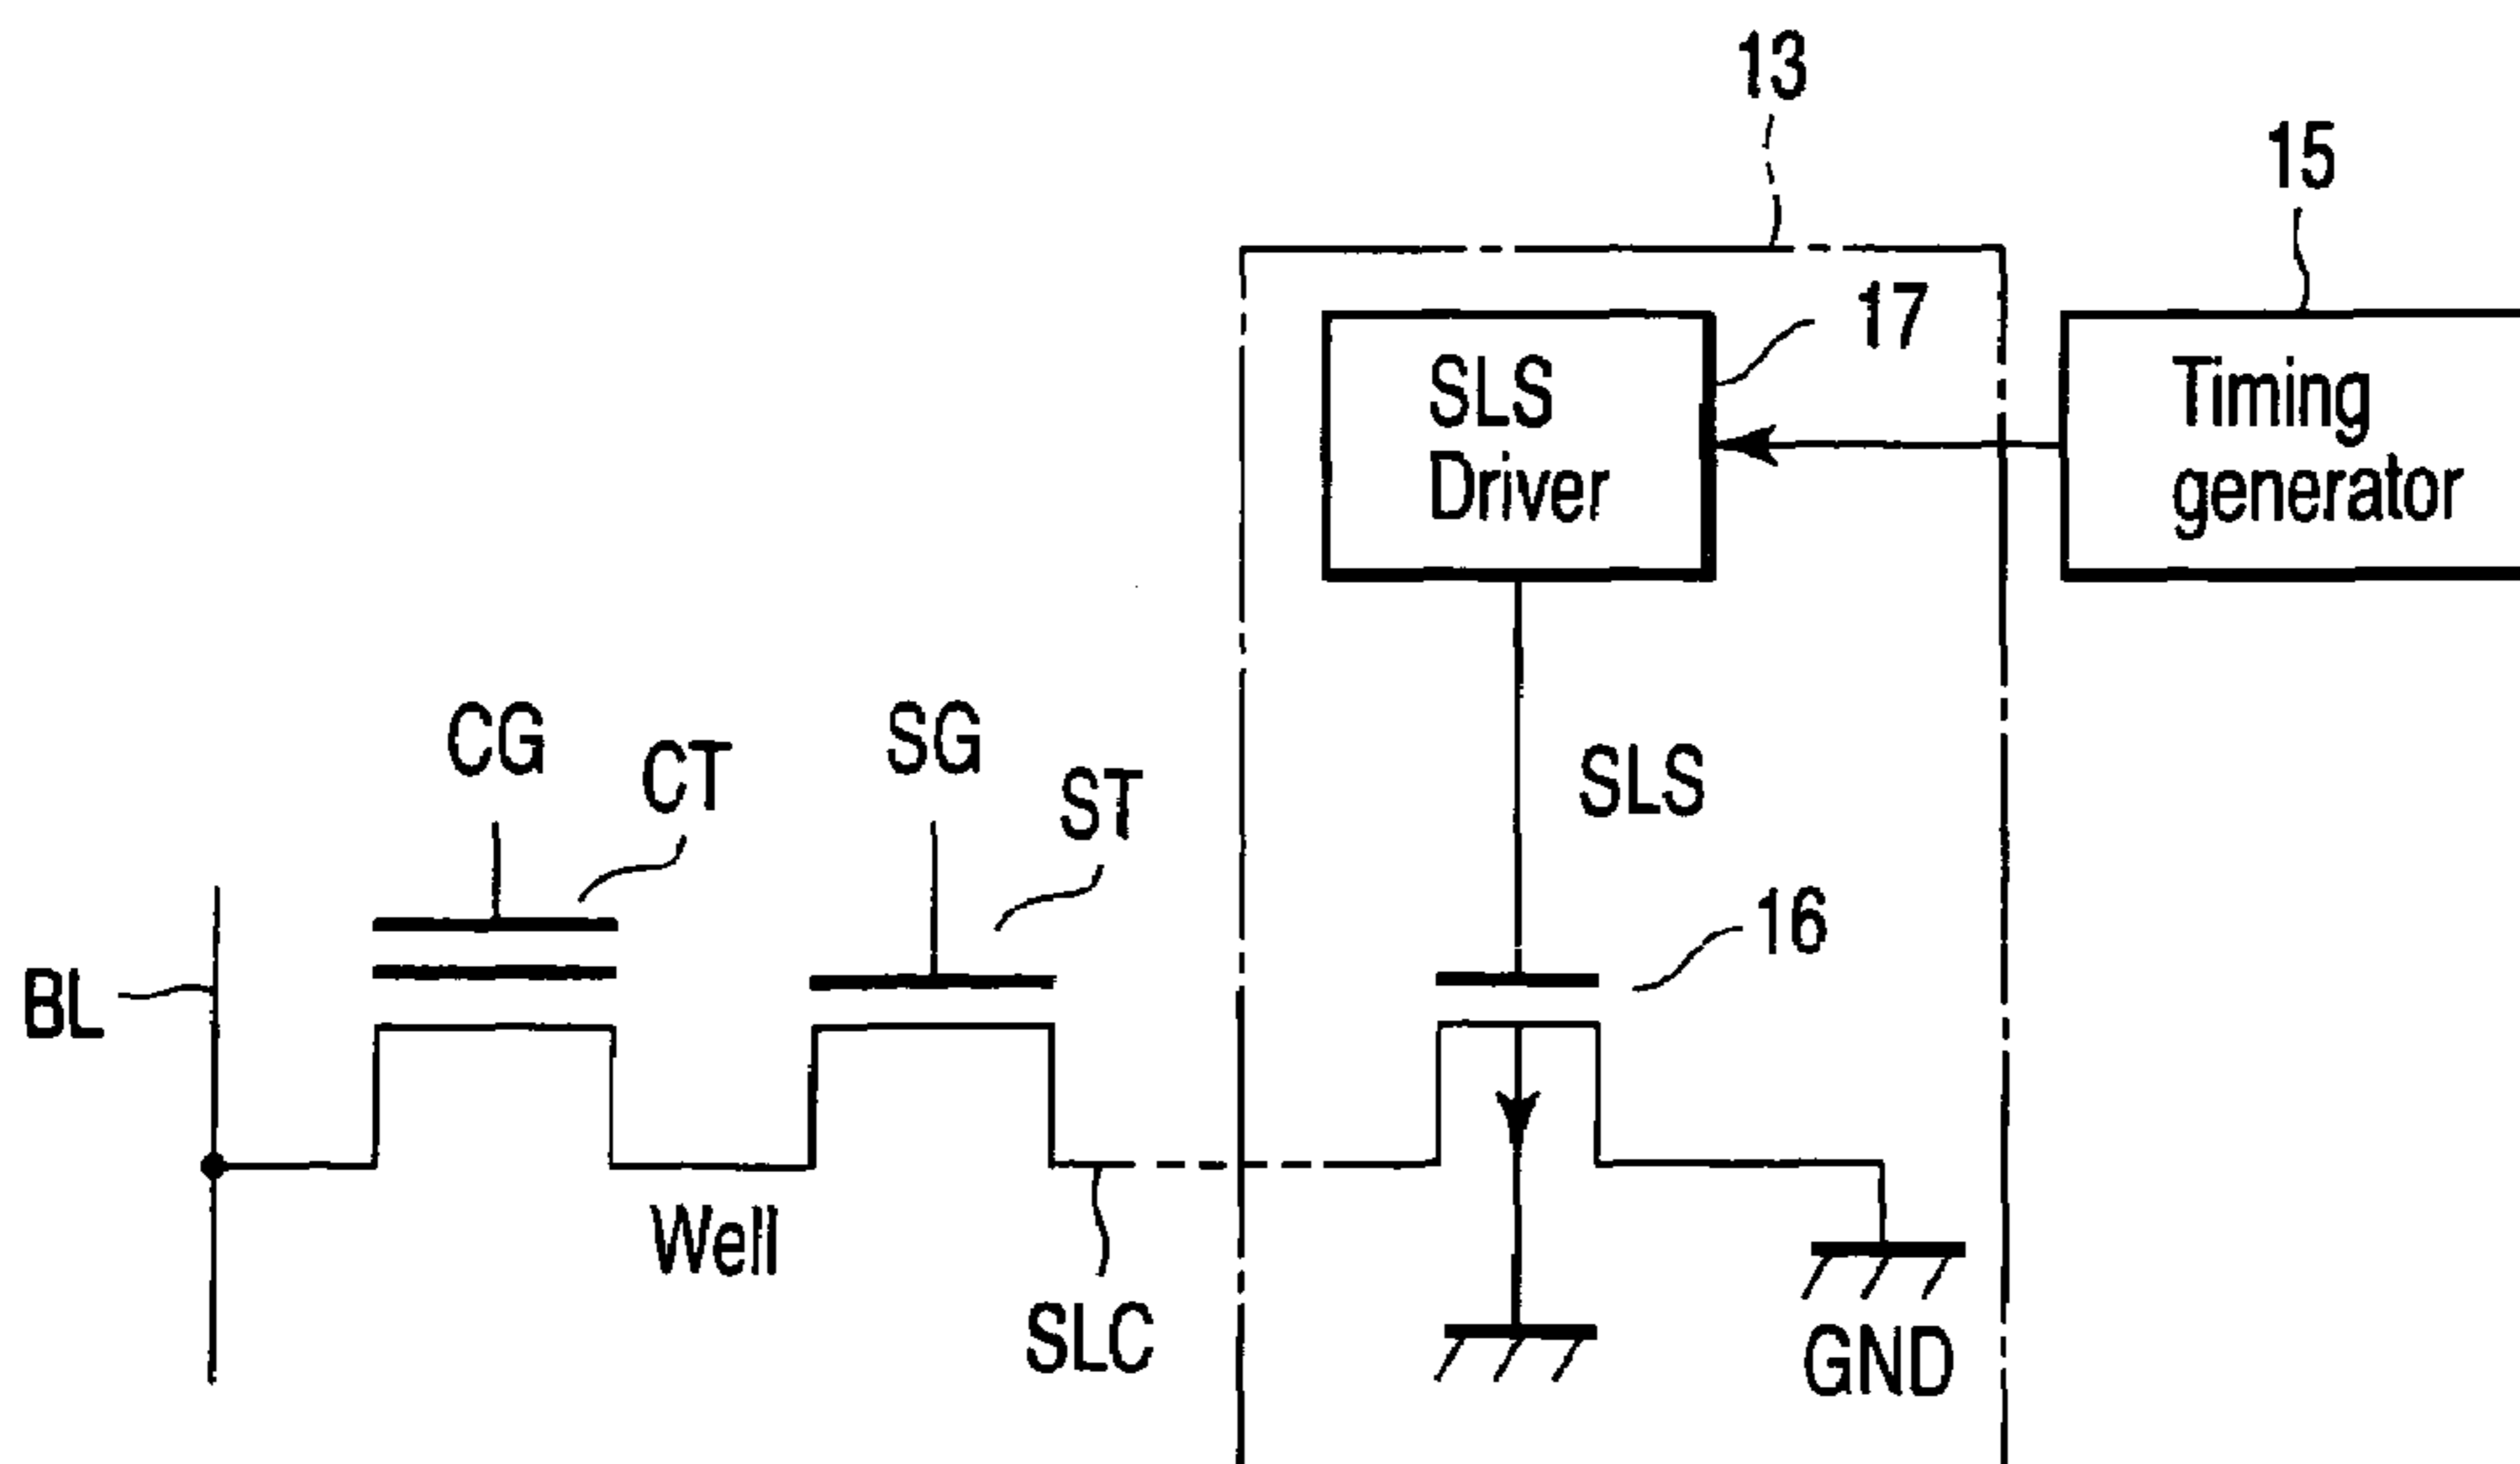 13
15
17
SLS
Driver
Timing
generator
CG
CT
SG
ST
SLS
16
BL
Well
SLC
GND